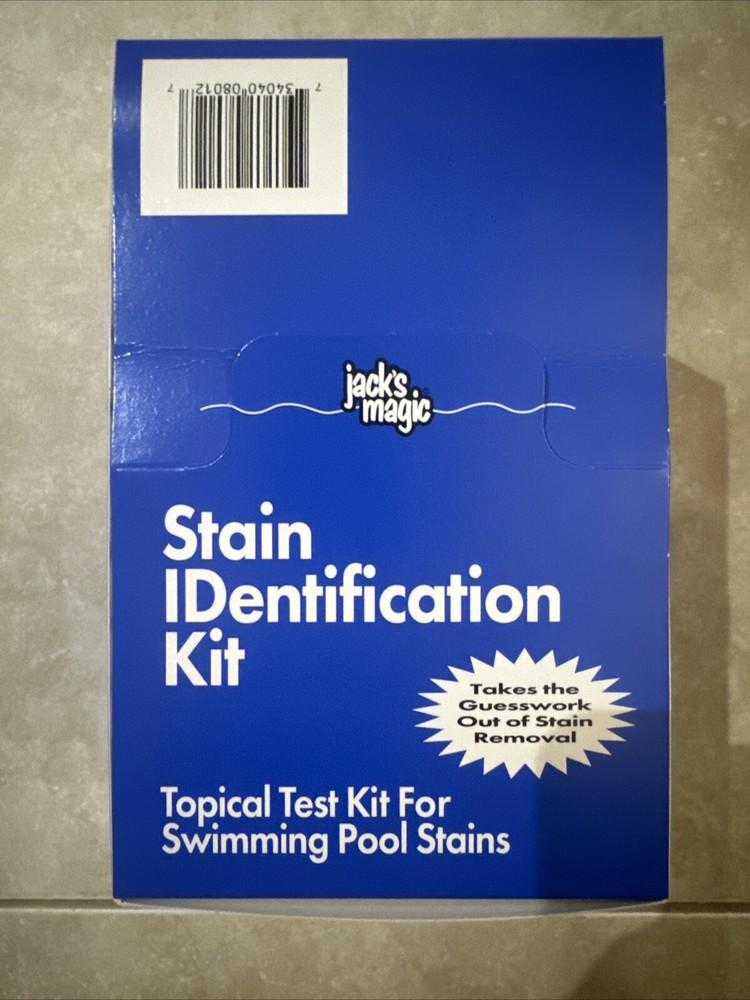 7 34040 08012 7
jack's
magic
Stain
IDentification
Kit
Takes the
Guesswork
Out of Stain
Removal
Topical Test Kit For
Swimming Pool Stains